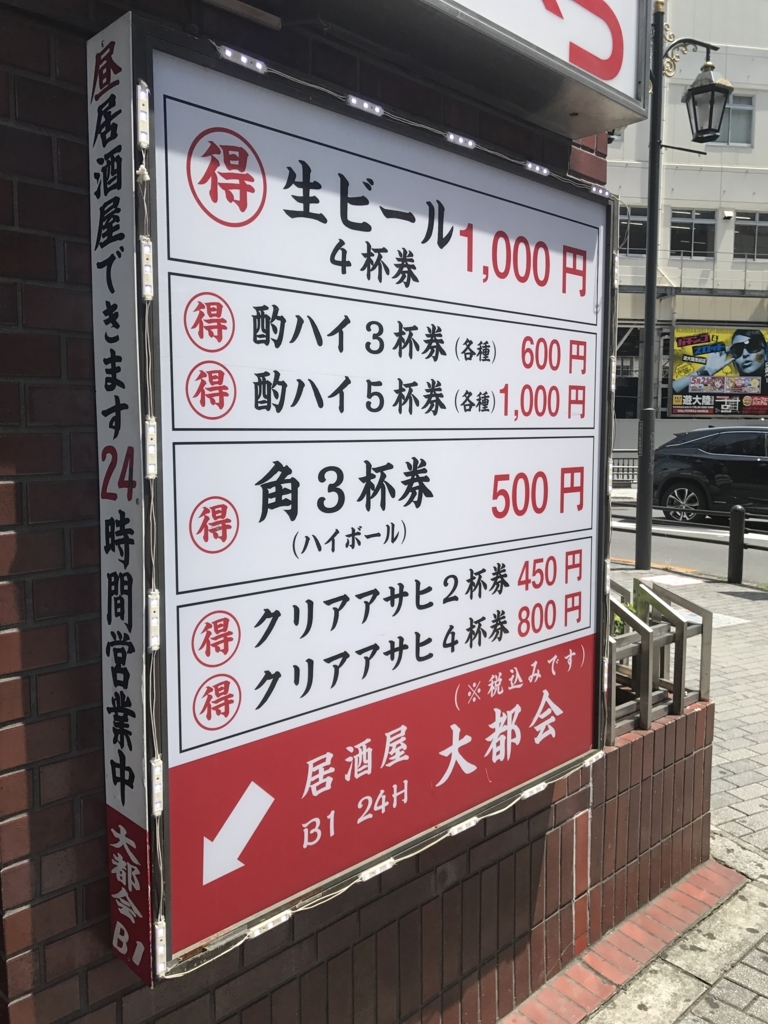 昼居酒屋できます24時間営業中
大都会B1
得 生ビール
4杯券 1,000円
得 酌ハイ3杯券(各種) 600円
得 酌ハイ5杯券(各種) 1,000円
得 角3杯券 500円
(ハイボール)
得 クリアアサヒ2杯券 450円
得 クリアアサヒ4杯券 800円
(※税込みです)
居酒屋 大都会
B1 24H
遊大陸